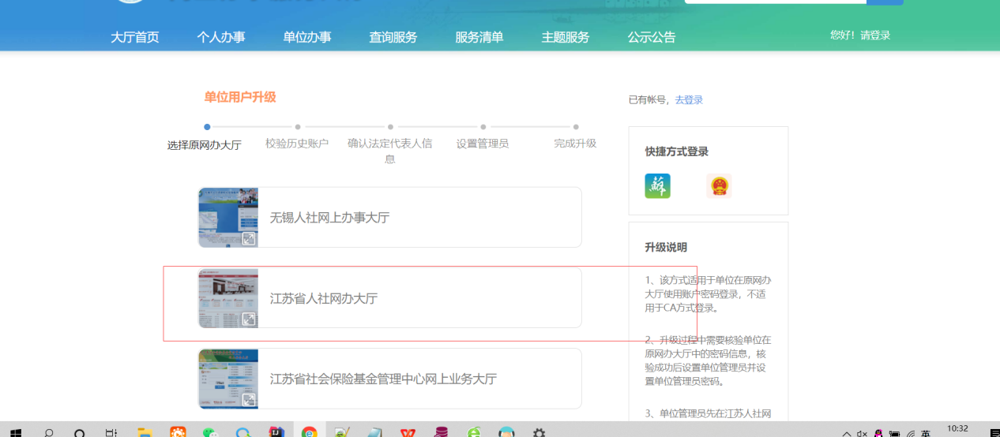 大厅首页 个人办事 单位办事 查询服务 服务清单 主题服务 公示公告 您好！请登录
单位用户升级
选择原网办大厅 校验历史账户 确认法定代表人信 设置管理员 完成升级
息
无锡人社网上办事大厅
江苏省人社网办大厅
江苏省社会保险基金管理中心网上业务大厅
已有帐号，去登录
快捷方式登录
蘇
升级说明
1、该方式适用于单位在原网办
大厅使用账户密码登录，不适
用于CA方式登录。
2、升级过程中需要核验单位在
原网办大厅中的密码信息，核
验成功后设置单位管理员并设
置单位管理员密码。
3、单位管理员先在江苏人社网
英 10:32